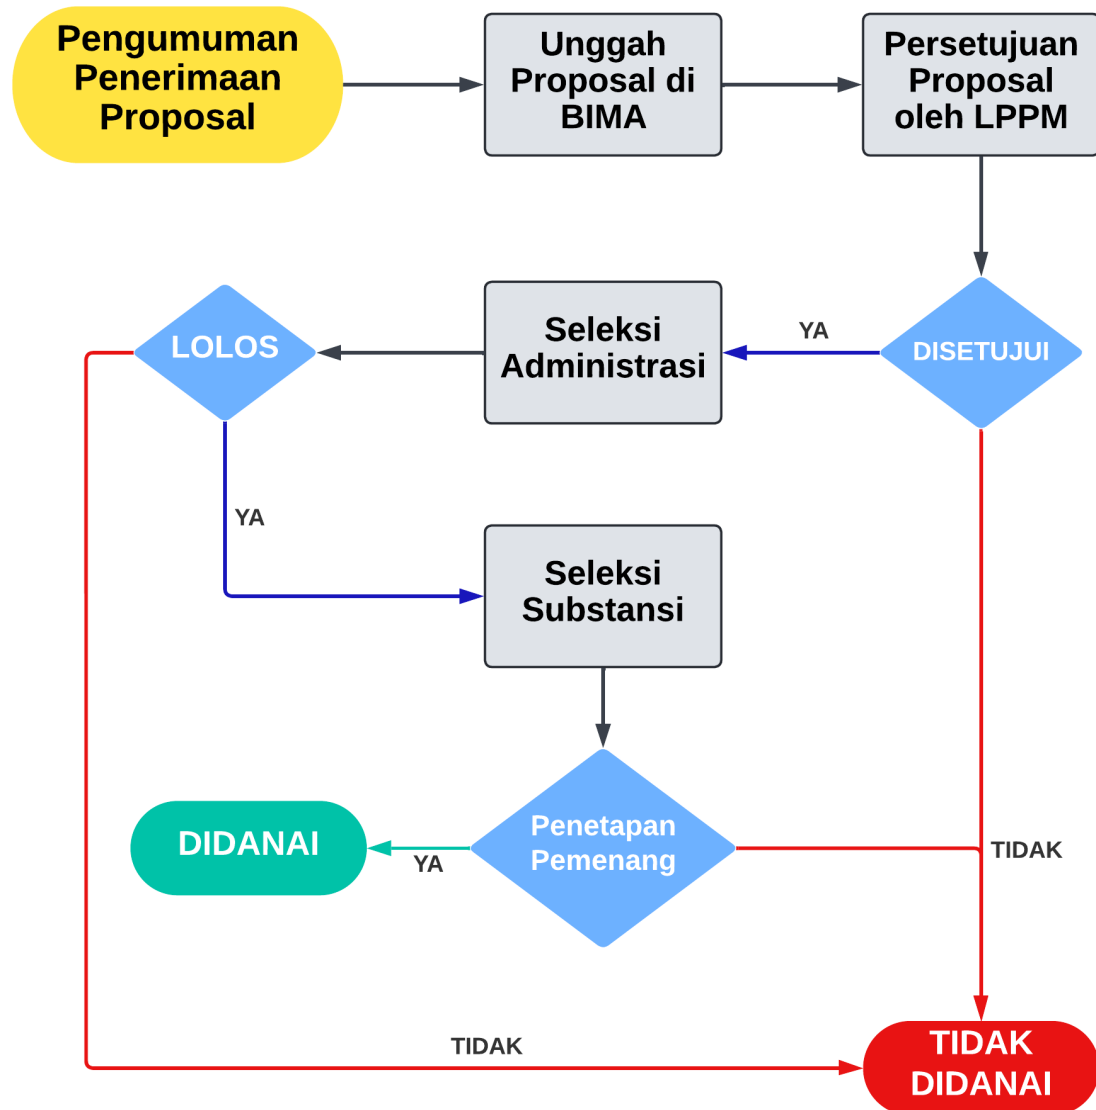 Pengumuman
Penerimaan
Proposal
Unggah
Proposal di
BIMA
Persetujuan
Proposal
oleh LPPM
DISETUJUI
YA
Seleksi
Administrasi
LOLOS
YA
Seleksi
Substansi
Penetapan
Pemenang
YA
DIDANAI
TIDAK
TIDAK
TIDAK
DIDANAI